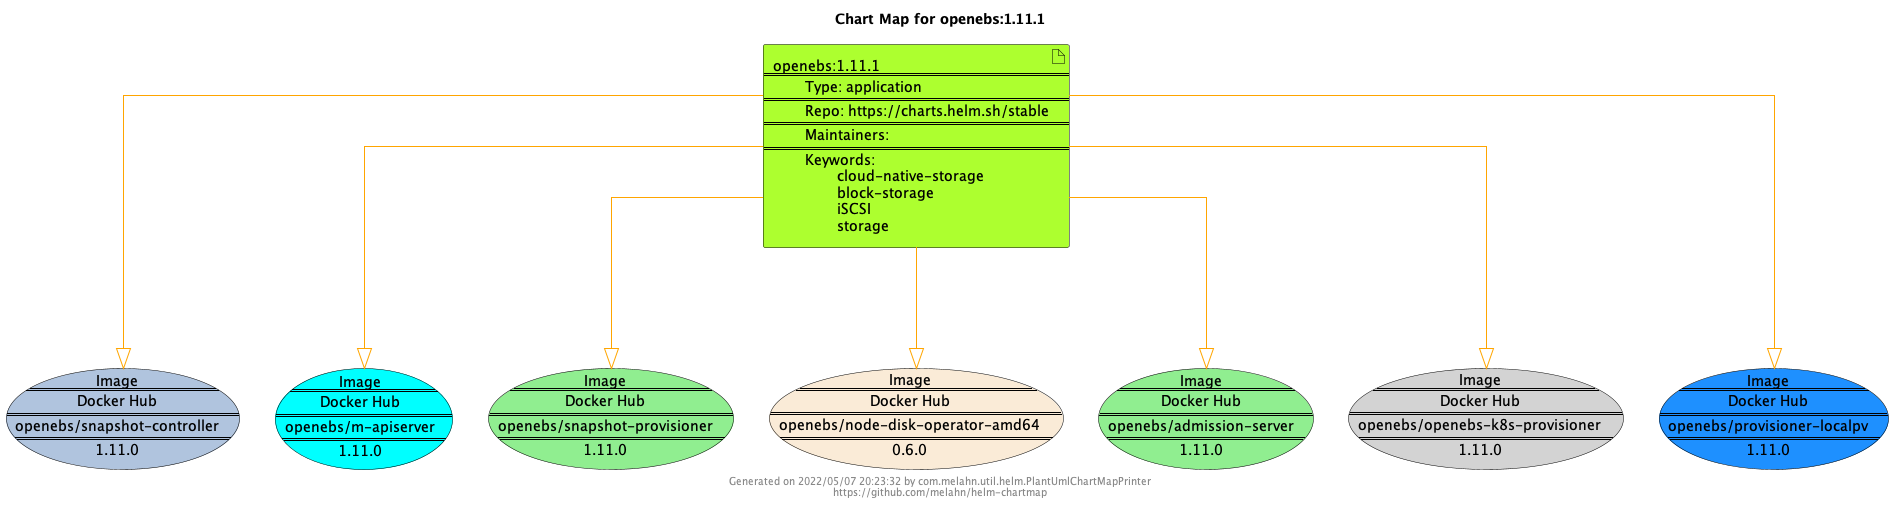 Chart Map for openebs:1.11.1
openebs:1.11.1
Type: application
Repo: https://charts.helm.sh/stable
Maintainers:
Keywords:
cloud-native-storage
block-storage
iSCSI
storage
Image
Docker Hub
openebs/snapshot-controller
1.11.0
Image
Docker Hub
openebs/m-apiserver
1.11.0
Image
Docker Hub
openebs/snapshot-provisioner
1.11.0
Image
Docker Hub
openebs/node-disk-operator-amd64
0.6.0
Image
Docker Hub
openebs/admission-server
1.11.0
Image
Docker Hub
openebs/openebs-k8s-provisioner
1.11.0
Image
Docker Hub
openebs/provisioner-localpv
1.11.0
Generated on 2022/05/07 20:23:32 by com.melahn.util.helm.PlantUmlChartMapPrinter
https://github.com/melahn/helm-chartmap